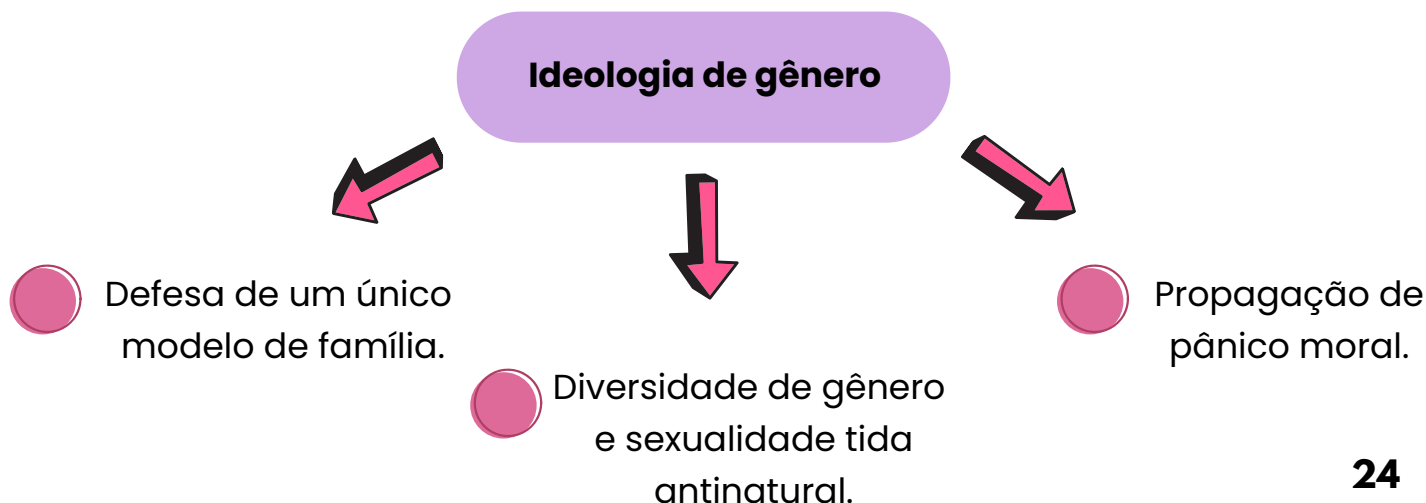 Ideologia de gênero
Defesa de um único
modelo de família.
Diversidade de gênero
e sexualidade tida
antinatural.
Propagação de
pânico moral.
24